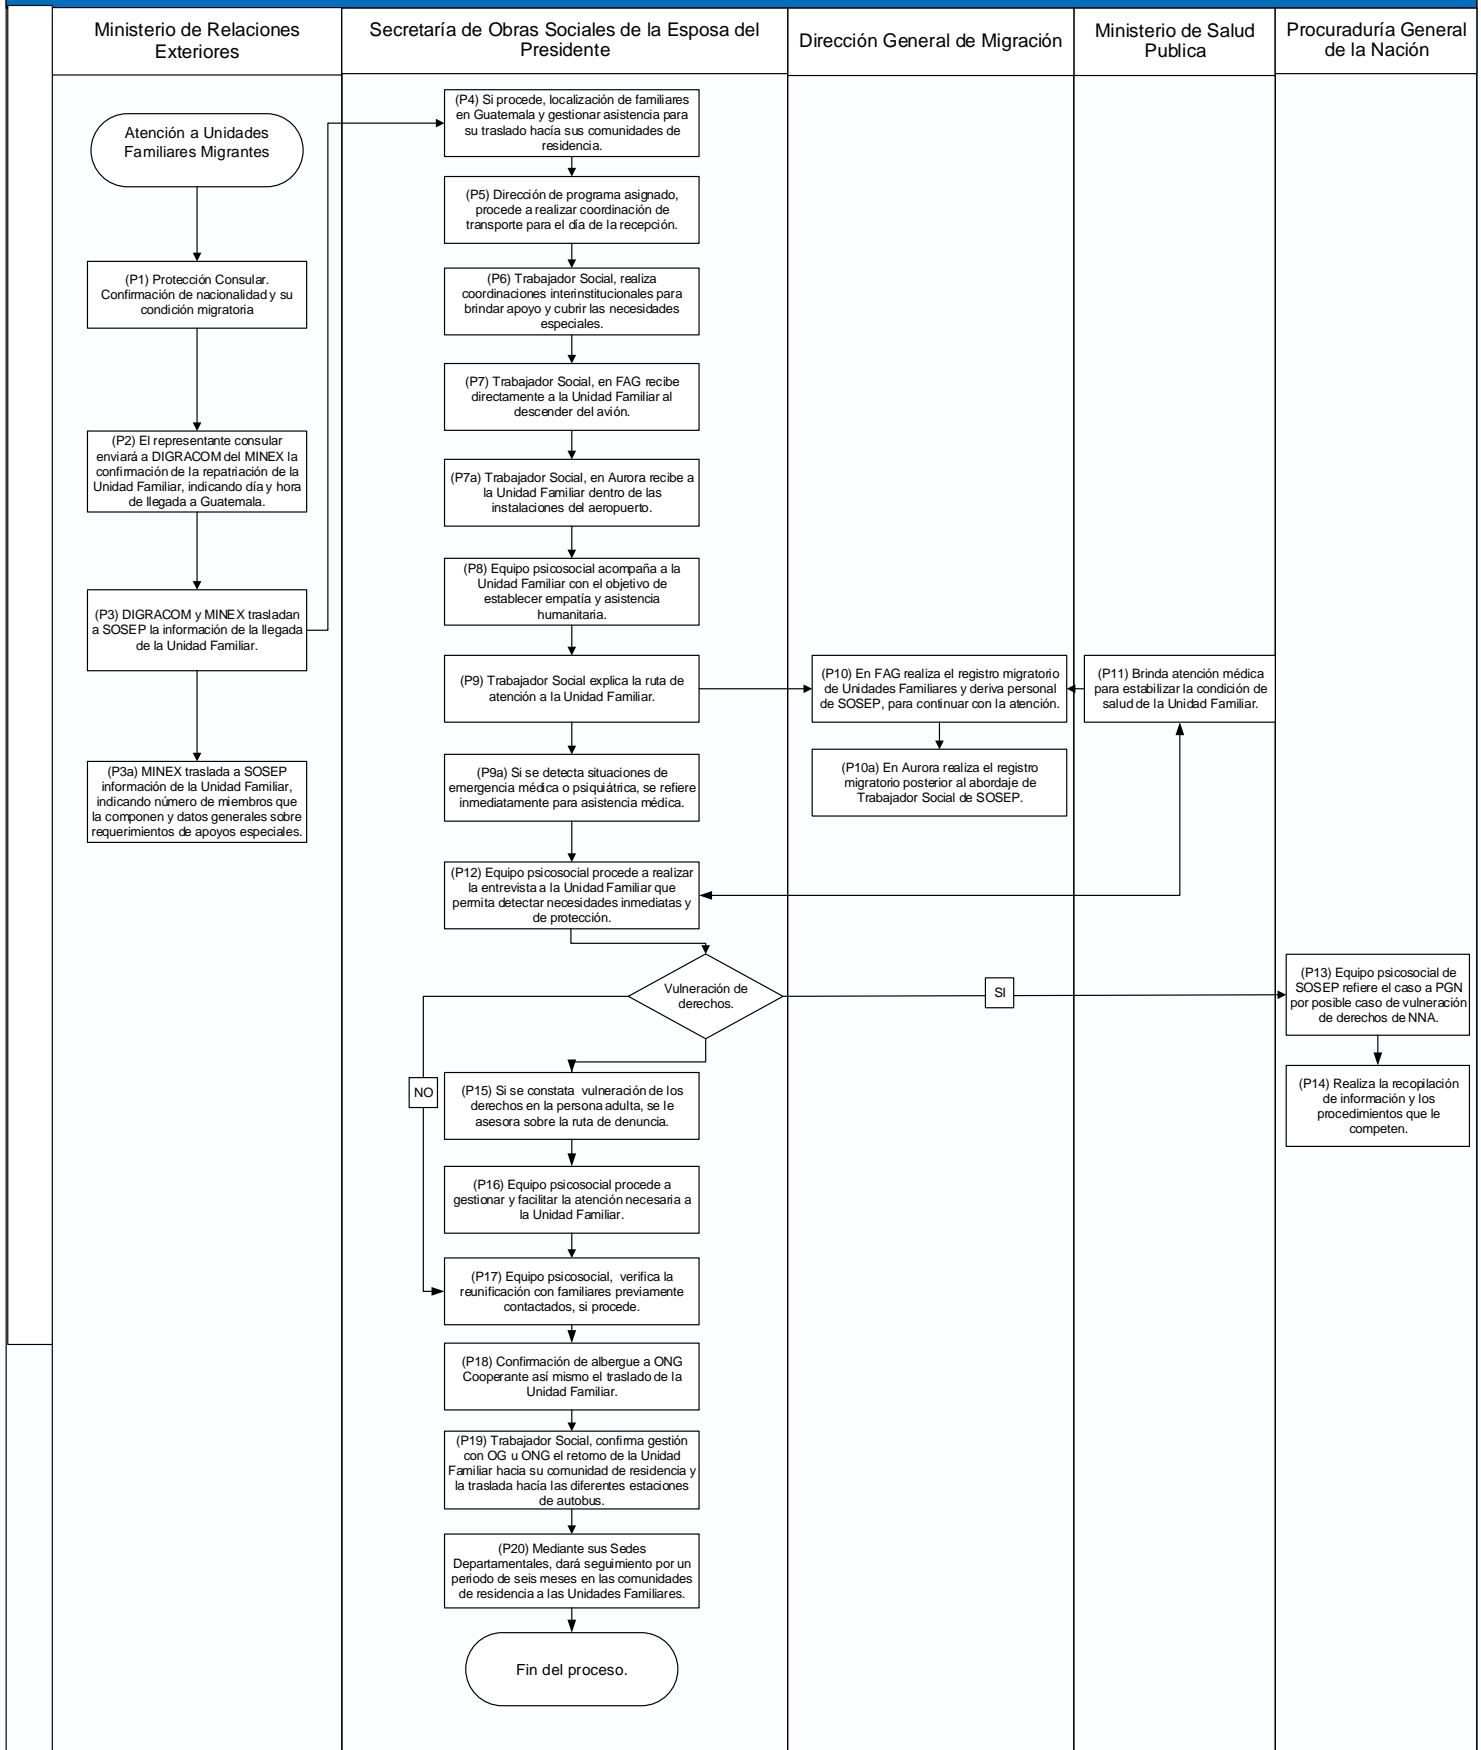 Ministerio de Relaciones
Exteriores
Secretaría de Obras Sociales de la Esposa del
Presidente
Dirección General de Migración
Ministerio de Salud
Publica
Procuraduría General
de la Nación
Atención a Unidades
Familiares Migrantes
(P1) Protección Consular.
Confirmación de nacionalidad y su
condición migratoria
(P2) El representante consular
enviará a DIGRACOM del MINEX la
confirmación de la repatriación de la
Unidad Familiar, indicando día y hora
de llegada a Guatemala.
(P3) DIGRACOM y MINEX trasladan
a SOSEP la información de la llegada
de la Unidad Familiar.
(P3a) MINEX traslada a SOSEP
información de la Unidad Familiar,
indicando número de miembros que
la componen y datos generales sobre
requerimientos de apoyos especiales.
(P4) Si procede, localización de familiares
en Guatemala y gestionar asistencia para
su traslado hacía sus comunidades de
residencia.
(P5) Dirección de programa asignado,
procede a realizar coordinación de
transporte para el día de la recepción.
(P6) Trabajador Social, realiza
coordinaciones interinstitucionales para
brindar apoyo y cubrir las necesidades
especiales.
(P7) Trabajador Social, en FAG recibe
directamente a la Unidad Familiar al
descender del avión.
(P7a) Trabajador Social, en Aurora recibe a
la Unidad Familiar dentro de las
instalaciones del aeropuerto.
(P8) Equipo psicosocial acompaña a la
Unidad Familiar con el objetivo de
establecer empatía y asistencia
humanitaria.
(P9) Trabajador Social explica la ruta de
atención a la Unidad Familiar.
(P10) En FAG realiza el registro migratorio
de Unidades Familiares y deriva personal
de SOSEP, para continuar con la atención.
(P11) Brinda atención médica
para estabilizar la condición de
salud de la Unidad Familiar.
(P9a) Si se detecta situaciones de
emergencia médica o psiquiátrica, se refiere
inmediatamente para asistencia médica.
(P10a) En Aurora realiza el registro
migratorio posterior al abordaje de
Trabajador Social de SOSEP.
(P12) Equipo psicosocial procede a realizar
la entrevista a la Unidad Familiar que
permita detectar necesidades inmediatas y
de protección.
Vulneración de
derechos.
SI
NO
(P13) Equipo psicosocial de
SOSEP refiere el caso a PGN
por posible caso de vulneración
de derechos de NNA.
(P14) Realiza la recopilación
de información y los
procedimientos que le
competen.
(P15) Si se constata vulneración de los
derechos en la persona adulta, se le
asesora sobre la ruta de denuncia.
(P16) Equipo psicosocial procede a
gestionar y facilitar la atención necesaria a
la Unidad Familiar.
(P17) Equipo psicosocial, verifica la
reunificación con familiares previamente
contactados, si procede.
(P18) Confirmación de albergue a ONG
Cooperante así mismo el traslado de la
Unidad Familiar.
(P19) Trabajador Social, confirma gestión
con OG u ONG el retorno de la Unidad
Familiar hacia su comunidad de residencia y
la traslada hacía las diferentes estaciones
de autobus.
(P20) Mediante sus Sedes
Departamentales, dará seguimiento por un
periodo de seis meses en las comunidades
de residencia a las Unidades Familiares.
Fin del proceso.